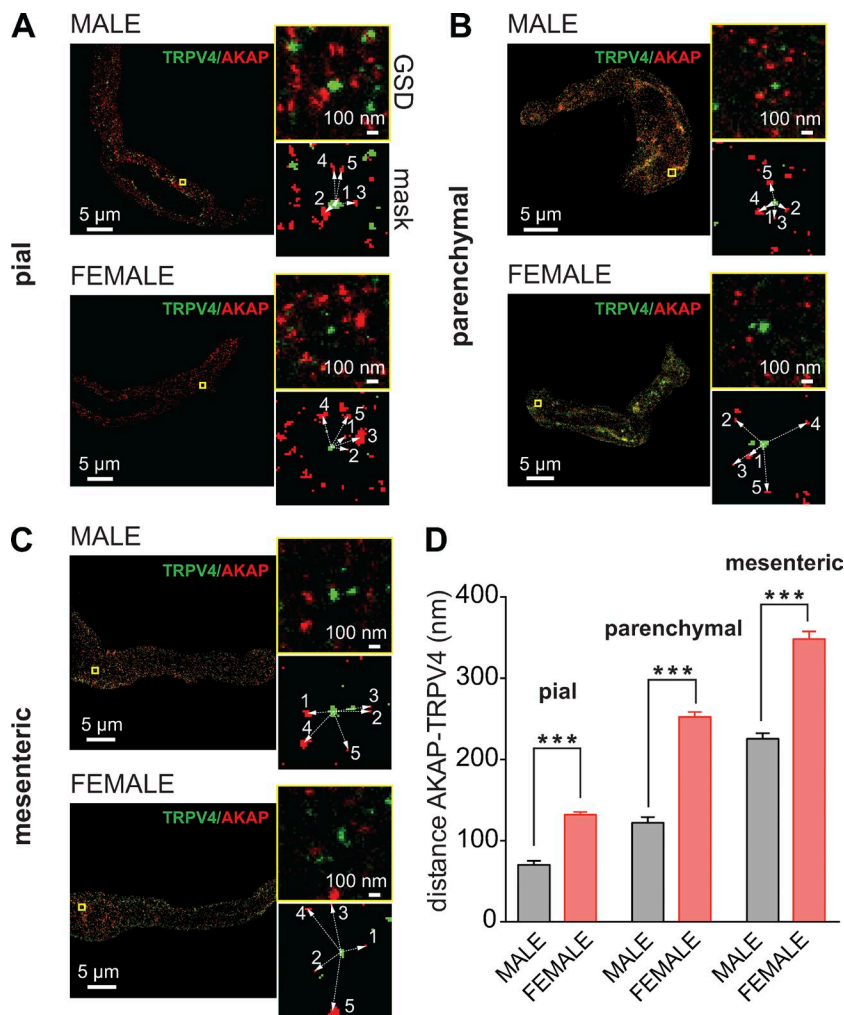 A
MALE
TRPV4/AKAP
5 µm
GSD
100 nm
mask
4
5
2
1
3
pial
FEMALE
TRPV4/AKAP
5 µm
100 nm
4
5
1
3
2
B
MALE
TRPV4/AKAP
5 µm
100 nm
5
4
1
2
3
parenchymal
FEMALE
TRPV4/AKAP
5 µm
100 nm
2
4
3
1
5
C
MALE
TRPV4/AKAP
5 µm
100 nm
1
3
2
4
5
mesenteric
FEMALE
TRPV4/AKAP
5 µm
100 nm
4
3
1
2
5
D
distance AKAP-TRPV4 (nm)
400
300
200
100
0
pial
***
parenchymal
***
mesenteric
***
MALE
FEMALE
MALE
FEMALE
MALE
FEMALE